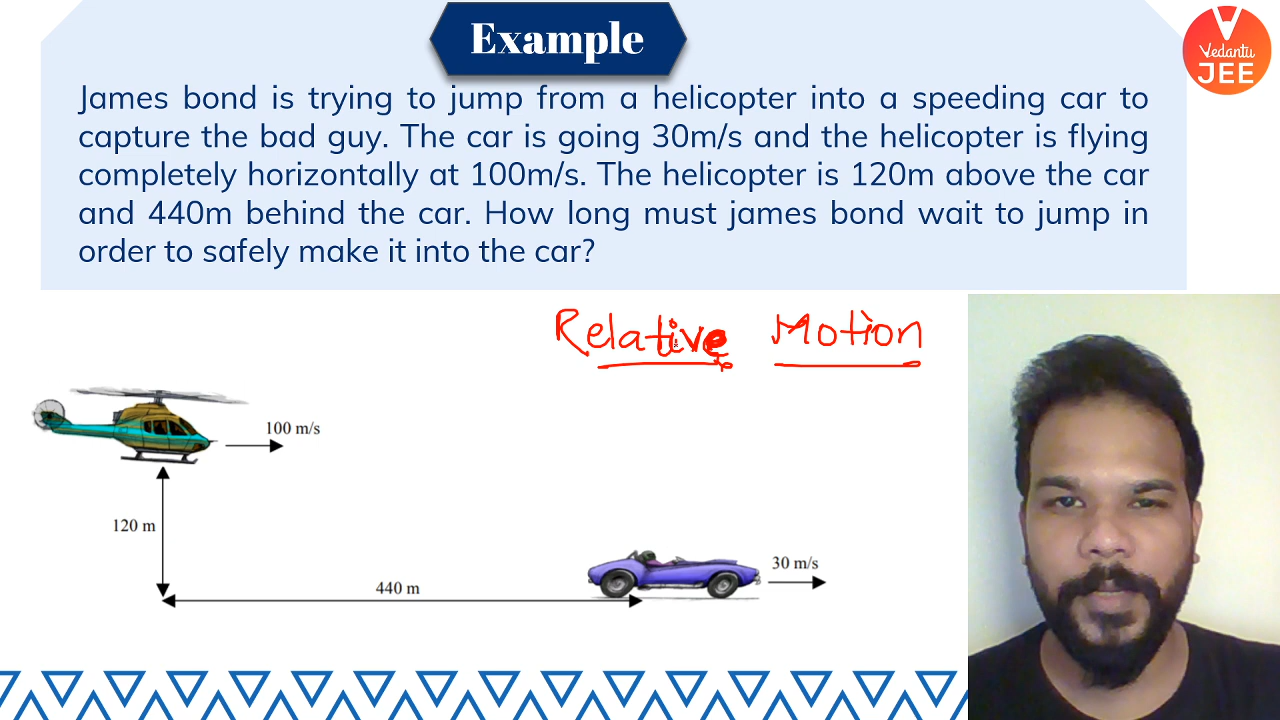 Example
Vedantu
JEE
James bond is trying to jump from a helicopter into a speeding car to
capture the bad guy. The car is going 30m/s and the helicopter is flying
completely horizontally at 100m/s. The helicopter is 120m above the car
and 440m behind the car. How long must james bond wait to jump in
order to safely make it into the car?
Relative Motion
100 m/s
120 m
30 m/s
440 m